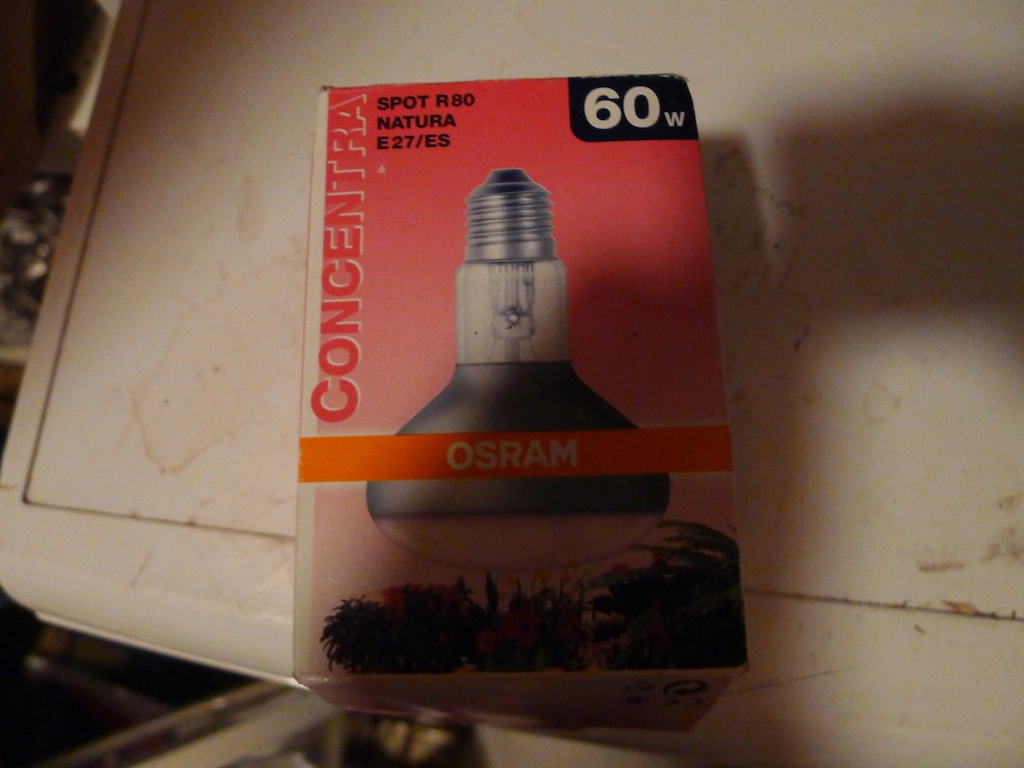 SPOT R80
NATURA
E27/ES
60W
CONCENTRA
OSRAM